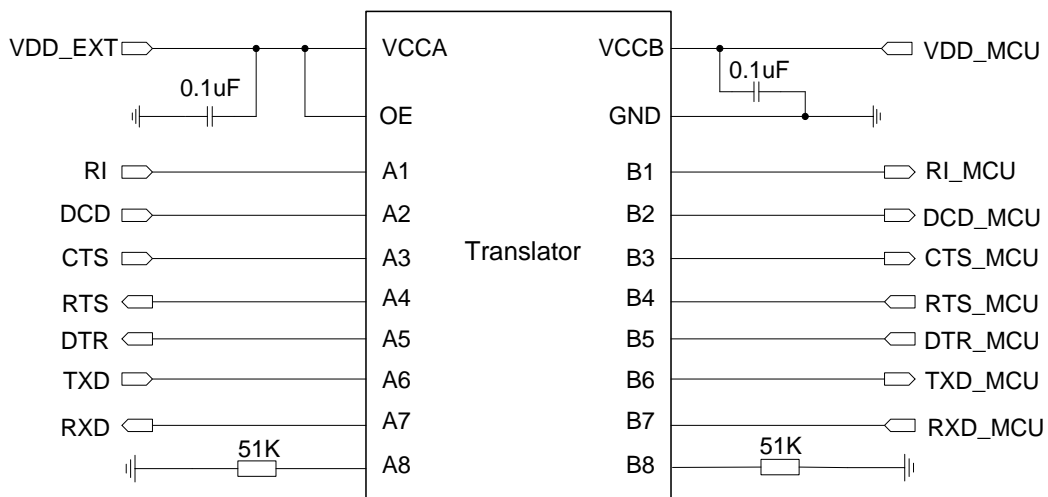 VDD_EXT VCCA VCCB VDD_MCU
0.1uF 0.1uF
OE GND
RI A1 B1 RI_MCU
DCD A2 B2 DCD_MCU
CTS A3 Translator B3 CTS_MCU
RTS A4 B4 RTS_MCU
DTR A5 B5 DTR_MCU
TXD A6 B6 TXD_MCU
RXD A7 B7 RXD_MCU
51K 51K
A8 B8